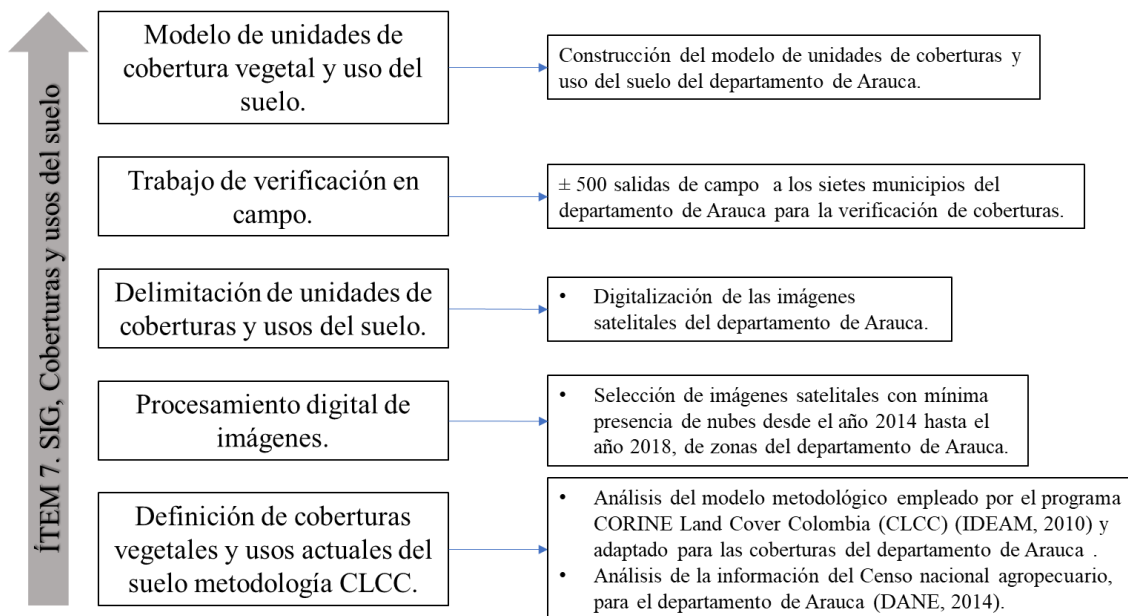 ÍTEM 7. SIG, Coberturas y usos del suelo
Modelo de unidades de
cobertura vegetal y uso del
suelo.
Construcción del modelo de unidades de coberturas y
uso del suelo del departamento de Arauca.
Trabajo de verificación en
campo.
± 500 salidas de campo a los sietes municipios del
departamento de Arauca para la verificación de coberturas.
Delimitación de unidades de
coberturas y usos del suelo.
• Digitalización de las imágenes
satelitales del departamento de Arauca.
Procesamiento digital de
imágenes.
• Selección de imágenes satelitales con mínima
presencia de nubes desde el año 2014 hasta el
año 2018, de zonas del departamento de Arauca.
Definición de coberturas
vegetales y usos actuales del
suelo metodología CLCC.
• Análisis del modelo metodológico empleado por el programa
CORINE Land Cover Colombia (CLCC) (IDEAM, 2010) y
adaptado para las coberturas del departamento de Arauca .
• Análisis de la información del Censo nacional agropecuario,
para el departamento de Arauca (DANE, 2014).